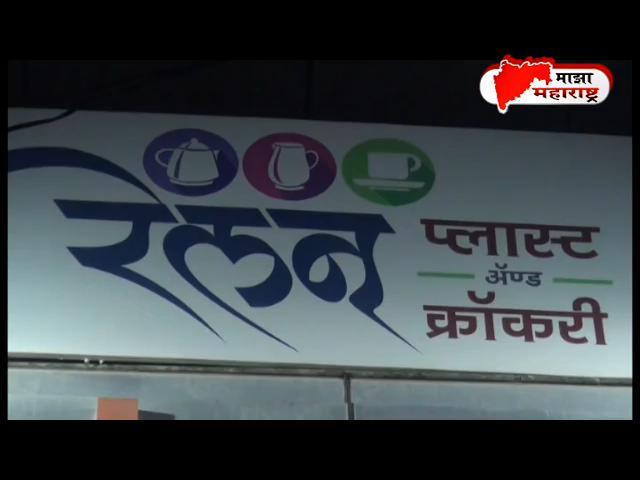 माझा
महाराष्ट्र
रिलन
प्लास्ट
ॲण्ड
क्रॉकरी